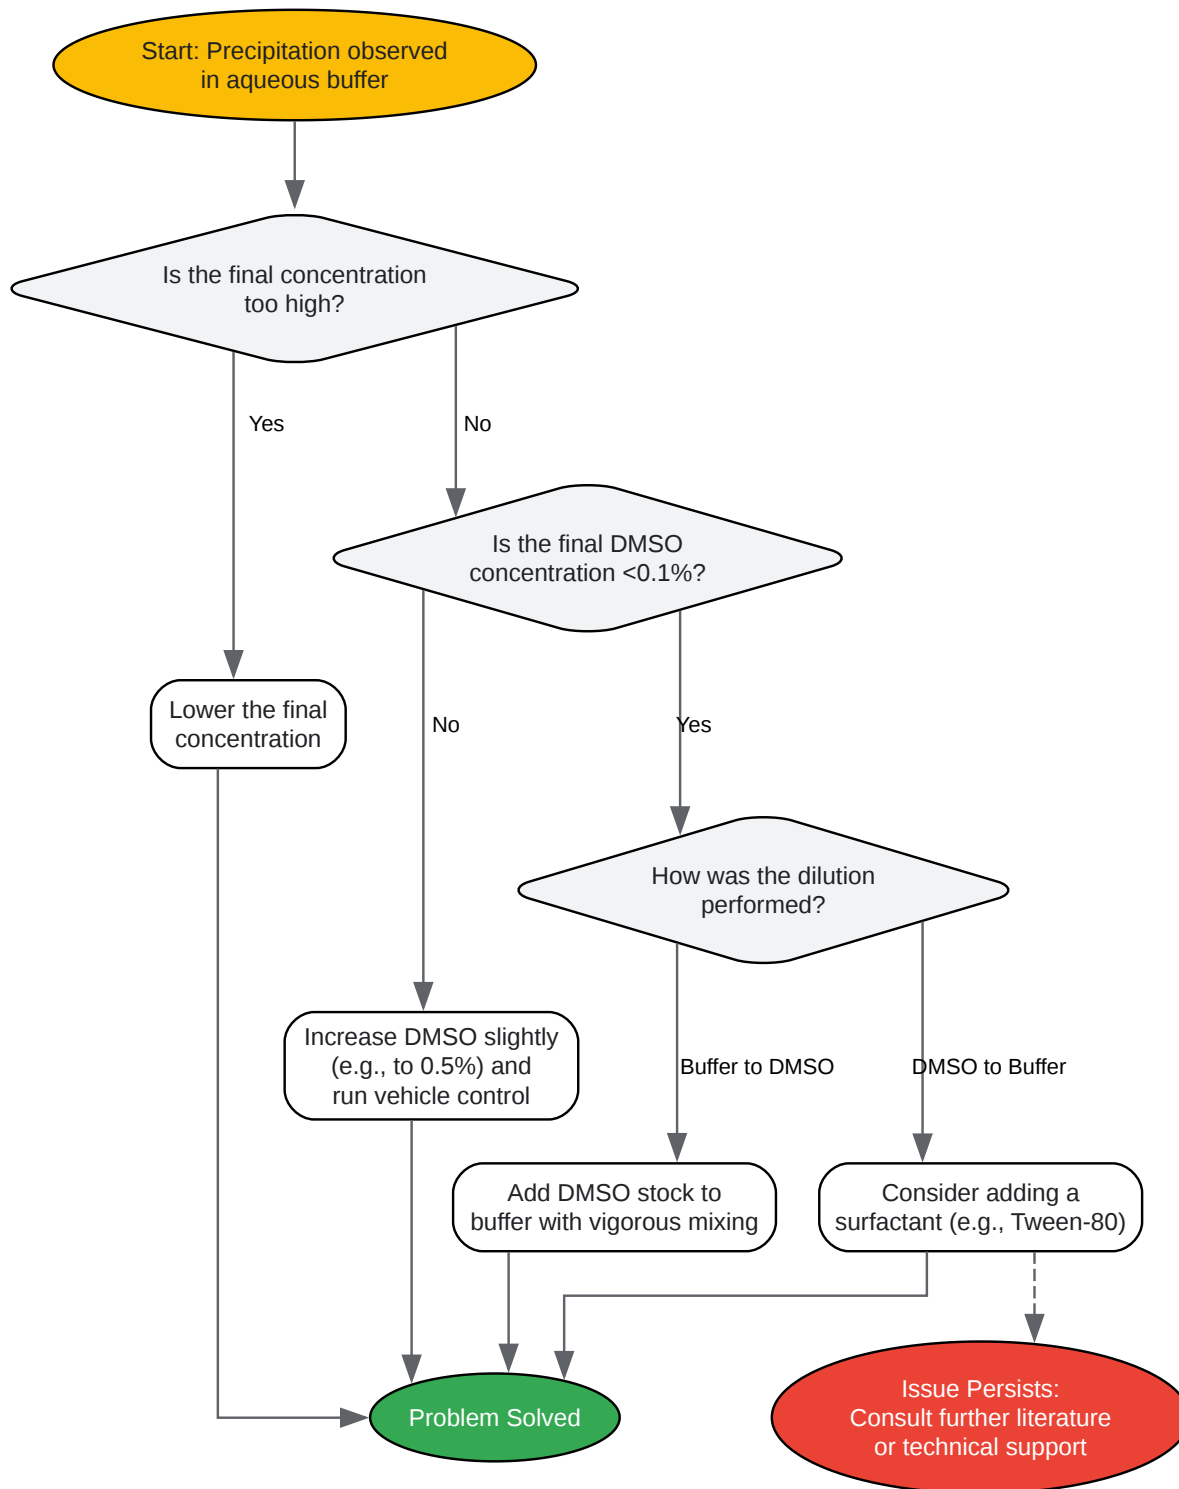 Start: Precipitation observed
in aqueous buffer
Is the final concentration
too high?
Yes
No
Is the final DMSO
concentration <0.1%?
Lower the final
concentration
No
Yes
How was the dilution
performed?
Increase DMSO slightly
(e.g., to 0.5%) and
run vehicle control
Buffer to DMSO
DMSO to Buffer
Add DMSO stock to
buffer with vigorous mixing
Consider adding a
surfactant (e.g., Tween-80)
Problem Solved
Issue Persists:
Consult further literature
or technical support